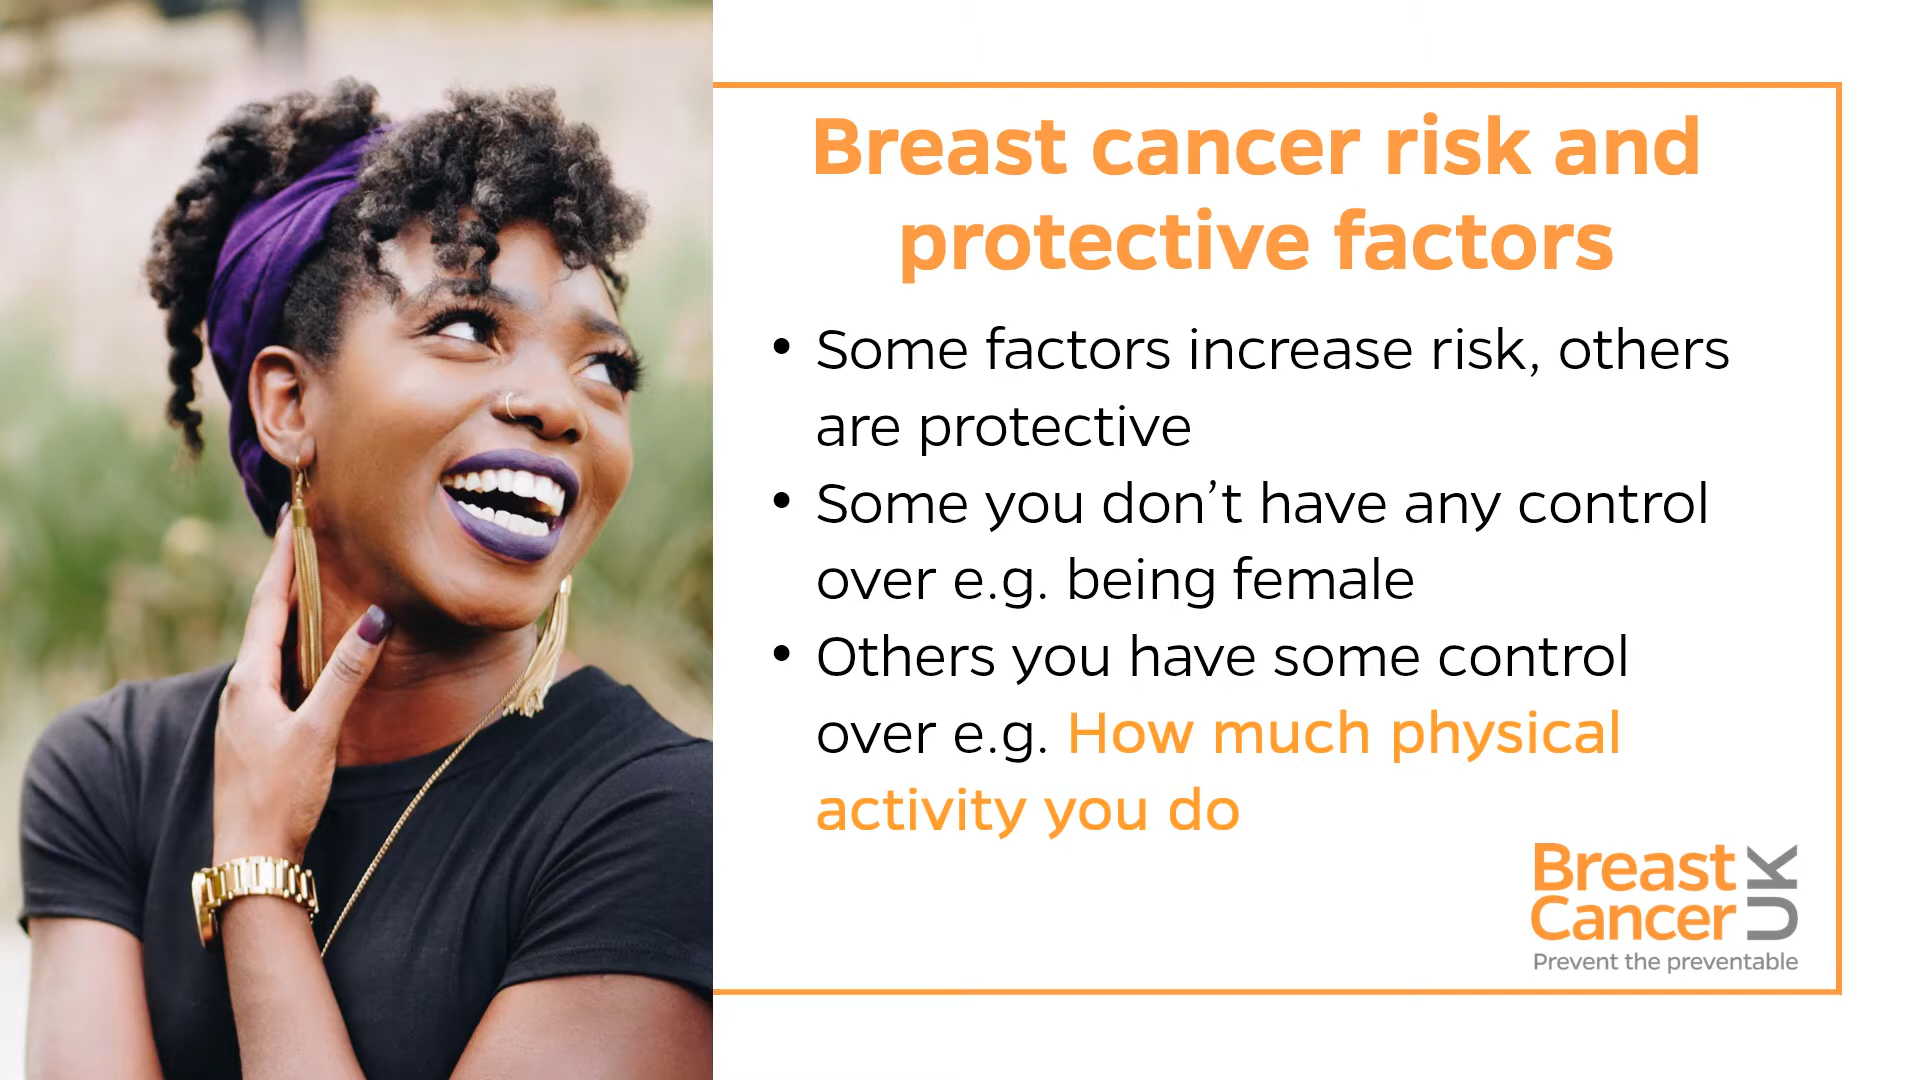 Breast cancer risk and
protective factors
• Some factors increase risk, others
are protective
• Some you don’t have any control
over e.g. being female
• Others you have some control
over e.g. How much physical
activity you do
Breast
Cancer
UK
Prevent the preventable